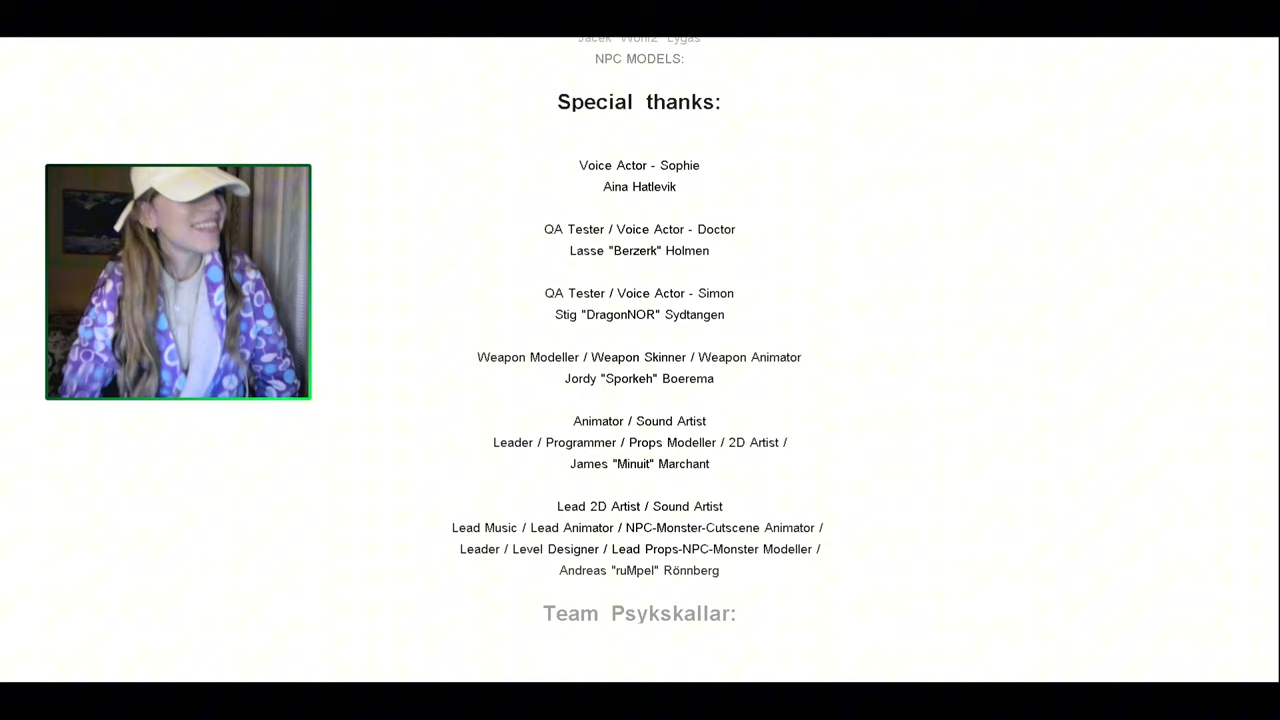 NPC MODELS:
Special thanks:
Voice Actor - Sophie
Aina Hatlevik
QA Tester / Voice Actor - Doctor
Lasse "Berzerk" Holmen
QA Tester / Voice Actor - Simon
Stig "DragonNOR" Sydtangen
Weapon Modeller / Weapon Skinner / Weapon Animator
Jordy "Sporkeh" Boerema
Animator / Sound Artist
Leader / Programmer / Props Modeller / 2D Artist /
James "Minuit" Marchant
Lead 2D Artist / Sound Artist
Lead Music / Lead Animator / NPC-Monster-Cutscene Animator /
Leader / Level Designer / Lead Props-NPC-Monster Modeller /
Andreas "ruMpel" Rönnberg
Team Psykskallar: